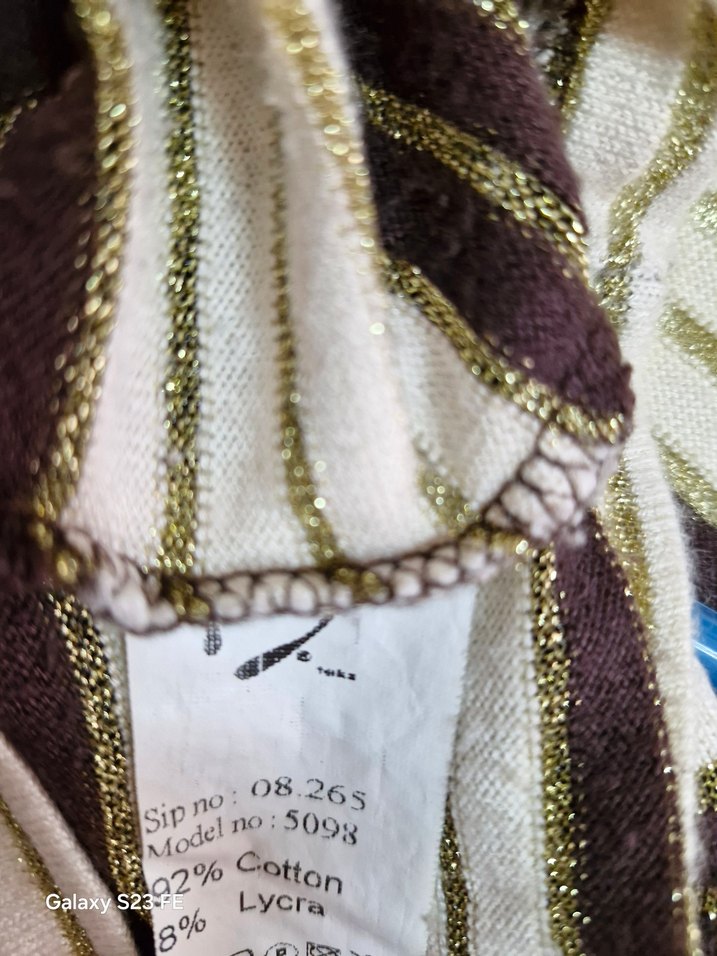 Sip no : 08.265
Model no : 5098
92% Cotton
8% Lycra
Galaxy S23 FE